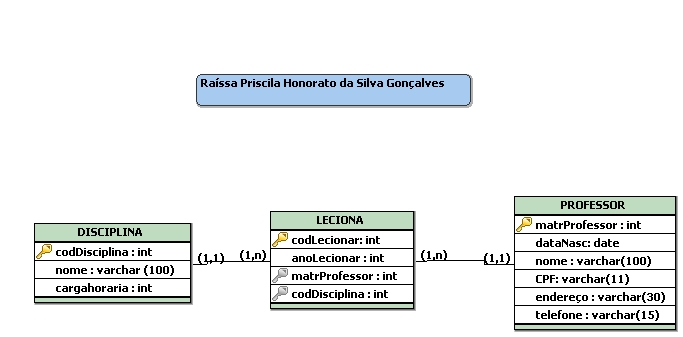 Raíssa Priscila Honorato da Silva Gonçalves
DISCIPLINA
codDisciplina : int
nome : varchar (100)
cargahoraria : int
(1,1)
(1,n)
LECIONA
codLecionar: int
anoLecionar : int
matrProfessor : int
codDisciplina : int
(1,n)
(1,1)
PROFESSOR
matrProfessor : int
dataNasc: date
nome : varchar(100)
CPF: varchar(11)
endereço : varchar(30)
telefone : varchar(15)